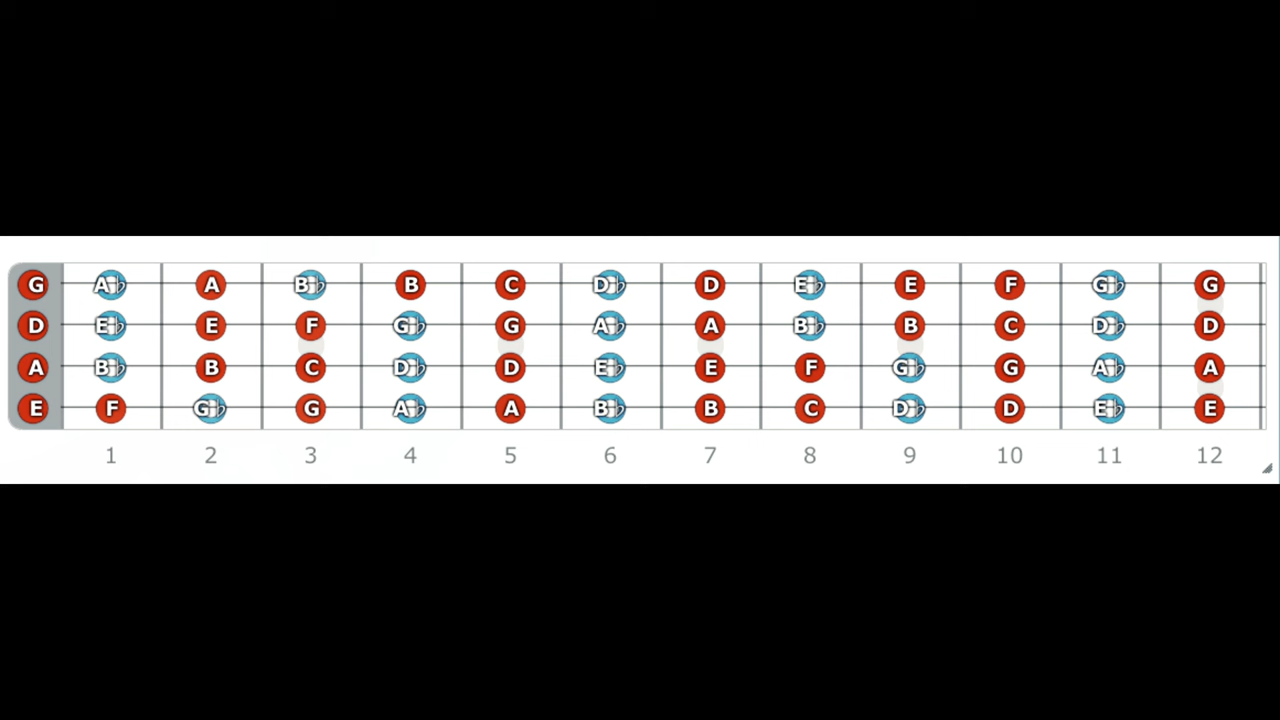 G A♭ A B♭ B C D♭ D E♭ E F G♭ G
D E♭ E F G♭ G A♭ A B♭ B C D♭ D
A B♭ B C D♭ D E♭ E F G♭ G A♭ A
E F G♭ G A♭ A B♭ B C D♭ D E♭ E
1 2 3 4 5 6 7 8 9 10 11 12